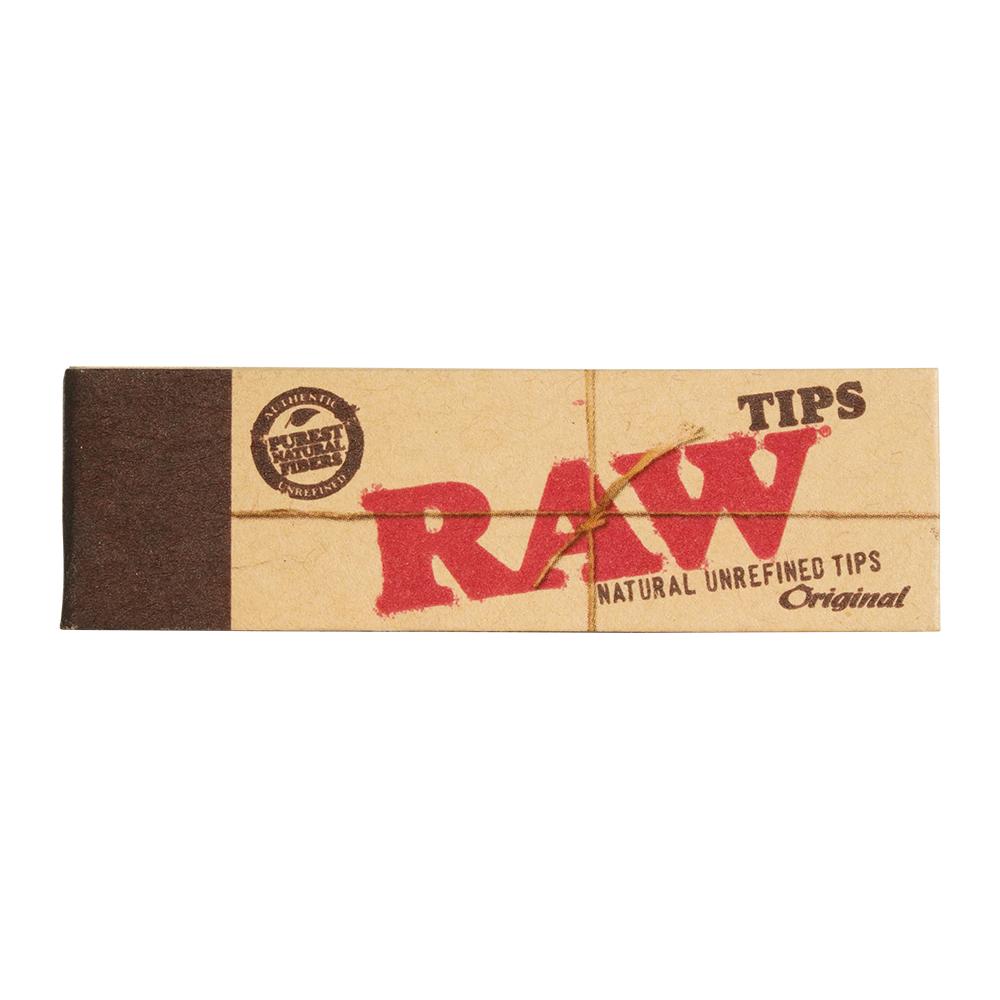 AUTHENTIC
PUREST
NATURAL
FIBERS
UNREFINED
TIPS
RAW®
NATURAL UNREFINED TIPS
Original